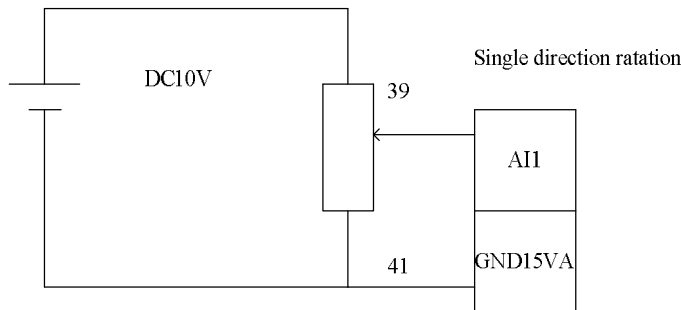 Single direction ratation
DC10V
39
AI1
41
GND15VA